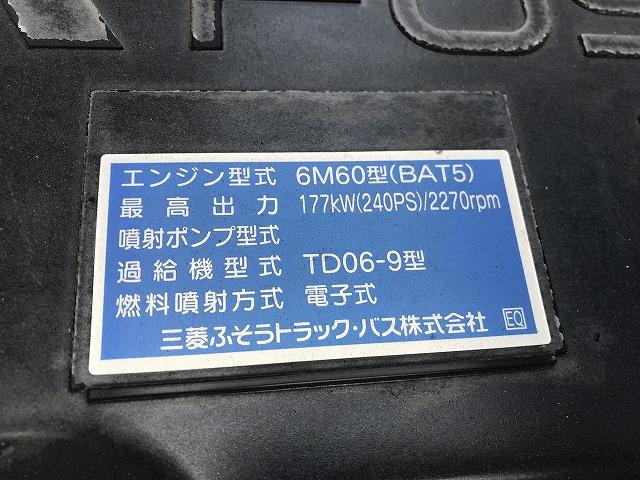 エンジン型式 6M60型(BAT5)
最高出力 177kW(240PS)/2270rpm
噴射ポンプ型式
過給機型式 TD06-9型
燃料噴射方式 電子式
三菱ふそうトラック・バス株式会社 EQ